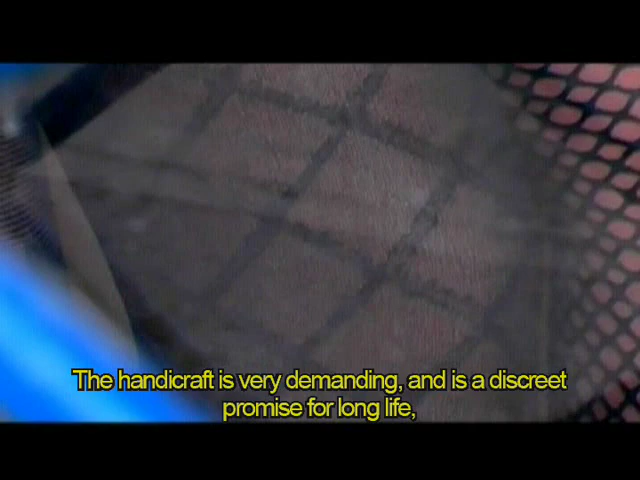 The handicraft is very demanding, and is a discreet
promise for long life,